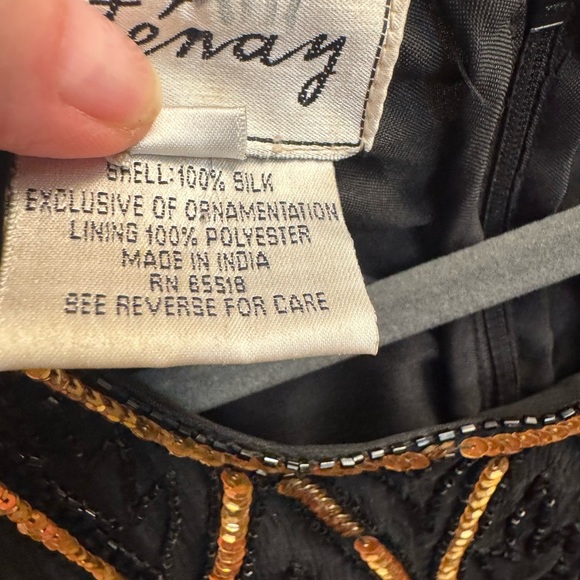 SHELL: 100% SILK
EXCLUSIVE OF ORNAMENTATION
LINING 100% POLYESTER
MADE IN INDIA
RN 65518
SEE REVERSE FOR CARE